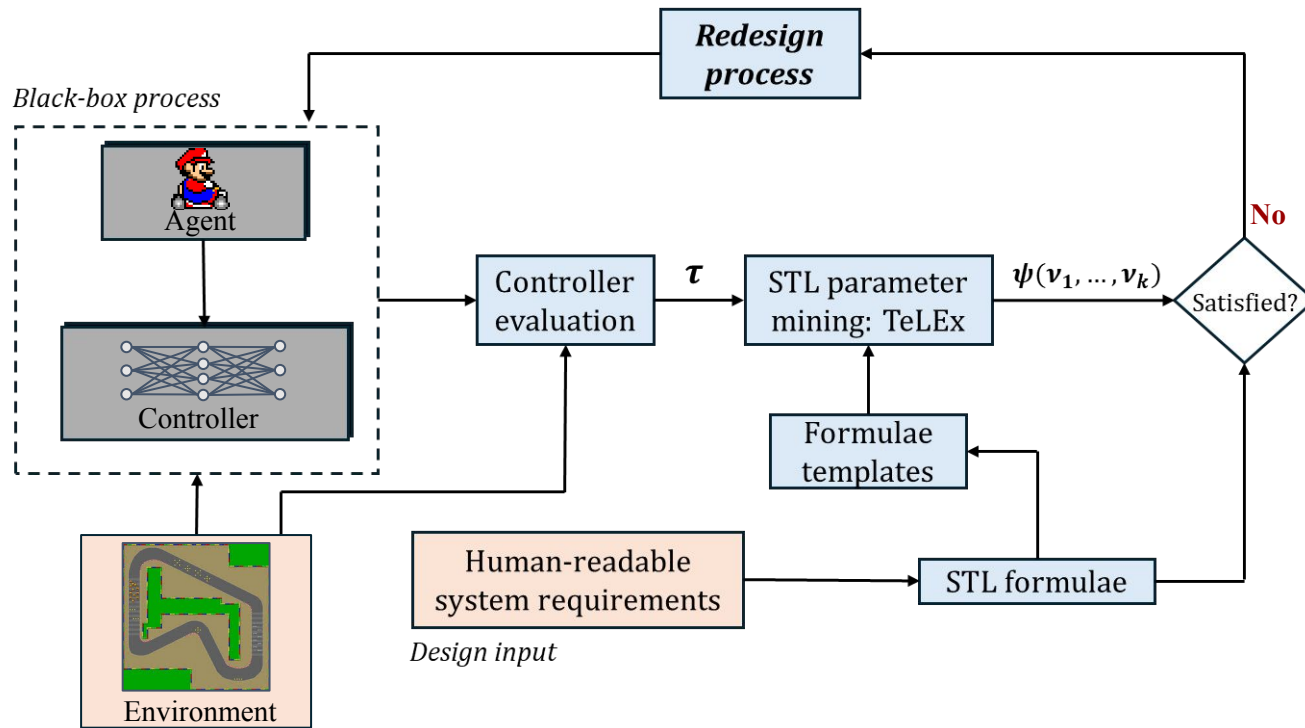 Redesign
process
Black-box process
Agent
Controller
Controller
evaluation
τ
STL parameter
mining: TeLEx
ψ(ν₁, …, νₖ)
No
Satisfied?
Formulae
templates
Human-readable
system requirements
STL formulae
Design input
Environment